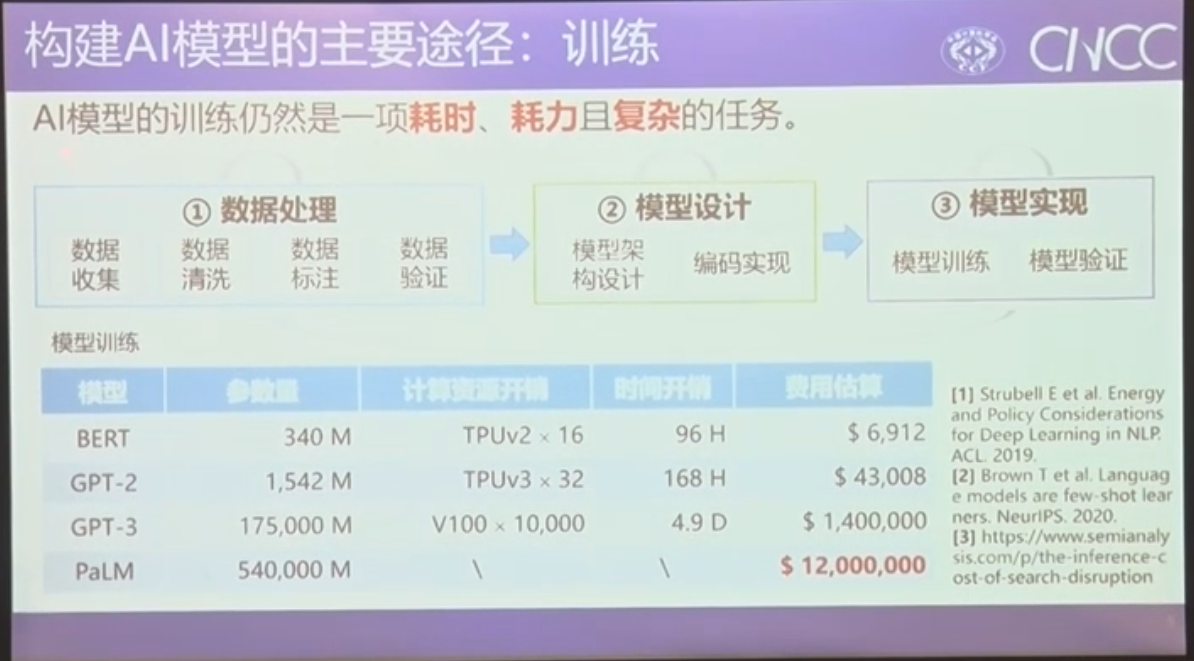 构建AI模型的主要途径：训练
CNCC
AI模型的训练仍然是一项耗时、耗力且复杂的任务。
① 数据处理
数据
收集
数据
清洗
数据
标注
数据
验证
② 模型设计
模型架
构设计
编码实现
③ 模型实现
模型训练 模型验证
模型训练
模型 参数量 计算资源开销 时间开销 费用估算
BERT 340 M TPUv2 × 16 96 H $ 6,912
GPT-2 1,542 M TPUv3 × 32 168 H $ 43,008
GPT-3 175,000 M V100 × 10,000 4.9 D $ 1,400,000
PaLM 540,000 M \ \ $ 12,000,000
[1] Strubell E et al. Energy
and Policy Considerations
for Deep Learning in NLP.
ACL. 2019.
[2] Brown T et al. Languag
e models are few-shot lear
ners. NeurIPS. 2020.
[3] https://www.semianaly
sis.com/p/the-inference-c
ost-of-search-disruption